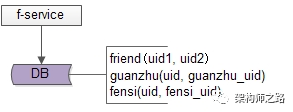 f-service
DB
friend(uid1, uid2)
guanzhu(uid, guanzhu_uid)
fensi(uid, fensi_uid)
架构师之路